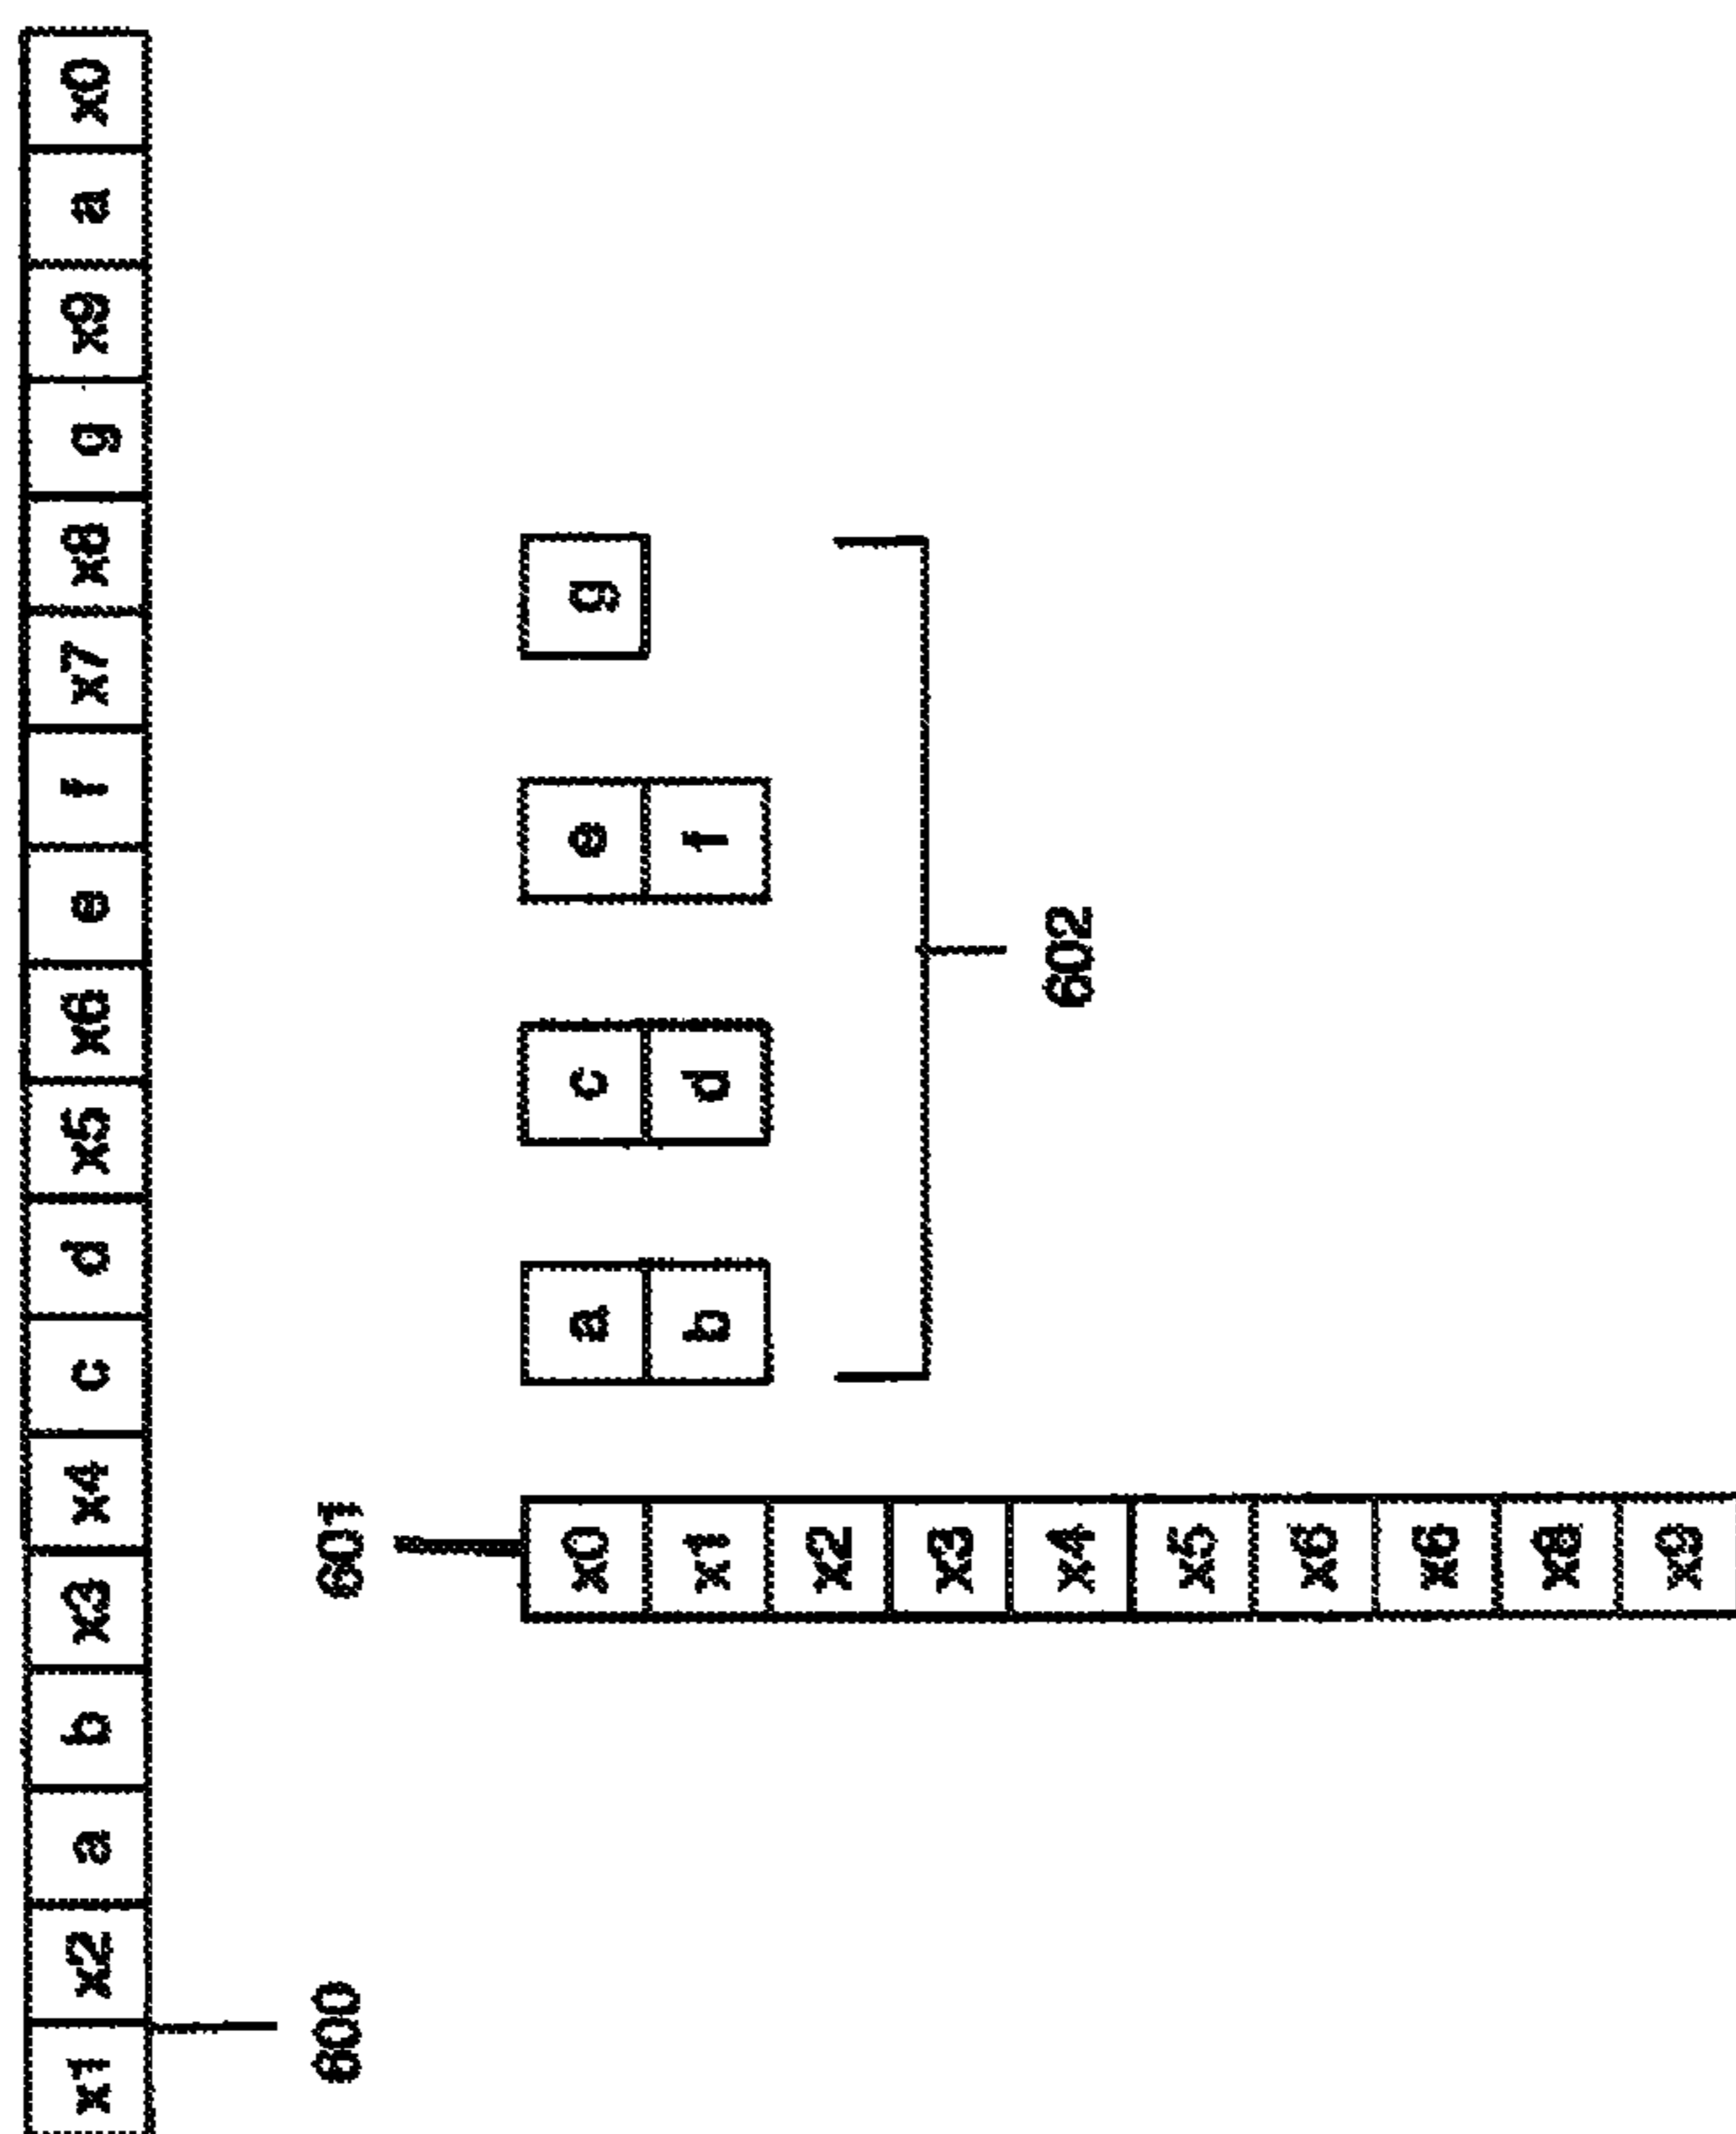 x1 x2 a b x3 x4 c d x5 x6 e f x7 x8 g x9 a x0
600 601
x0 a c e g
x1 b d f
x2
x3
x4 602
x5
x6
x6
x8
x9